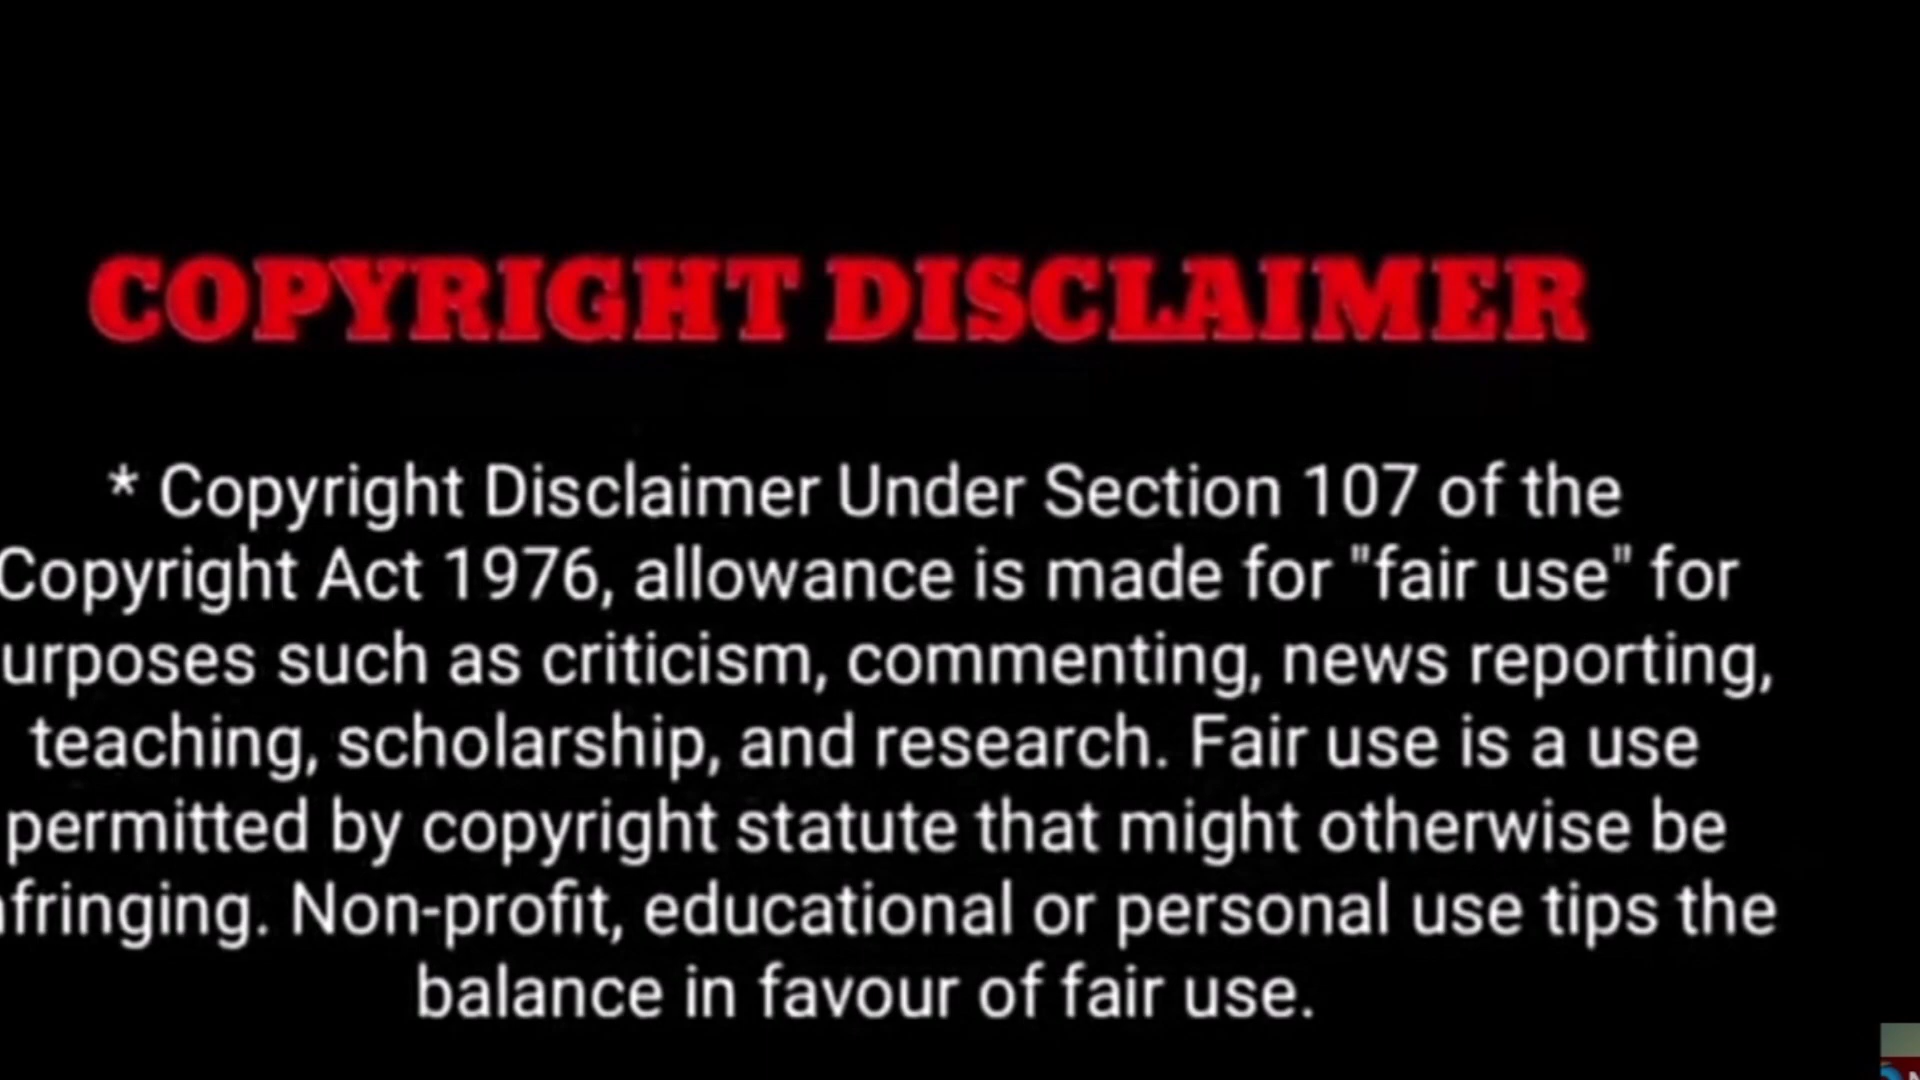 COPYRIGHT DISCLAIMER
* Copyright Disclaimer Under Section 107 of the
Copyright Act 1976, allowance is made for "fair use" for
urposes such as criticism, commenting, news reporting,
teaching, scholarship, and research. Fair use is a use
permitted by copyright statute that might otherwise be
nfringing. Non-profit, educational or personal use tips the
balance in favour of fair use.